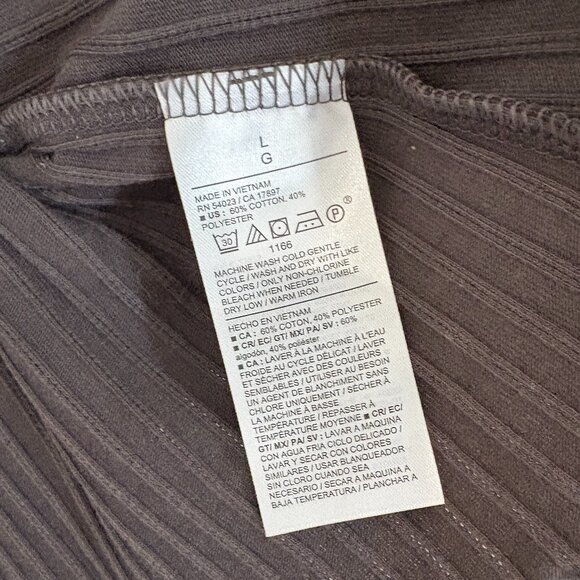 L
G
MADE IN VIETNAM
RN 54023 / CA 17897
■ US : 60% COTTON, 40%
POLYESTER
30 P ®
1166
MACHINE WASH COLD GENTLE
CYCLE / WASH AND DRY WITH LIKE
COLORS / ONLY NON-CHLORINE
BLEACH WHEN NEEDED / TUMBLE
DRY LOW / WARM IRON
HECHO EN VIETNAM
■ CA : 60% COTON, 40% POLYESTER
■ CR/ EC/ GT/ MX/ PA/ SV : 60%
algodón, 40% poliéster
■ CA : LAVER À LA MACHINE À L'EAU
FROIDE AU CYCLE DÉLICAT / LAVER
ET SÉCHER AVEC DES COULEURS
SEMBLABLES / UTILISER AU BESOIN
UN AGENT DE BLANCHIMENT SANS
CHLORE UNIQUEMENT / SÉCHER À
LA MACHINE À BASSE
TEMPÉRATURE / REPASSER À
TEMPÉRATURE MOYENNE ■ CR/ EC/
GT/ MX/ PA/ SV : LAVAR A MAQUINA
CON AGUA FRIA CICLO DELICADO /
LAVAR Y SECAR CON COLORES
SIMILARES / USAR BLANQUEADOR
SIN CLORO CUANDO SEA
NECESARIO / SECAR A MAQUINA A
BAJA TEMPERATURA / PLANCHAR A